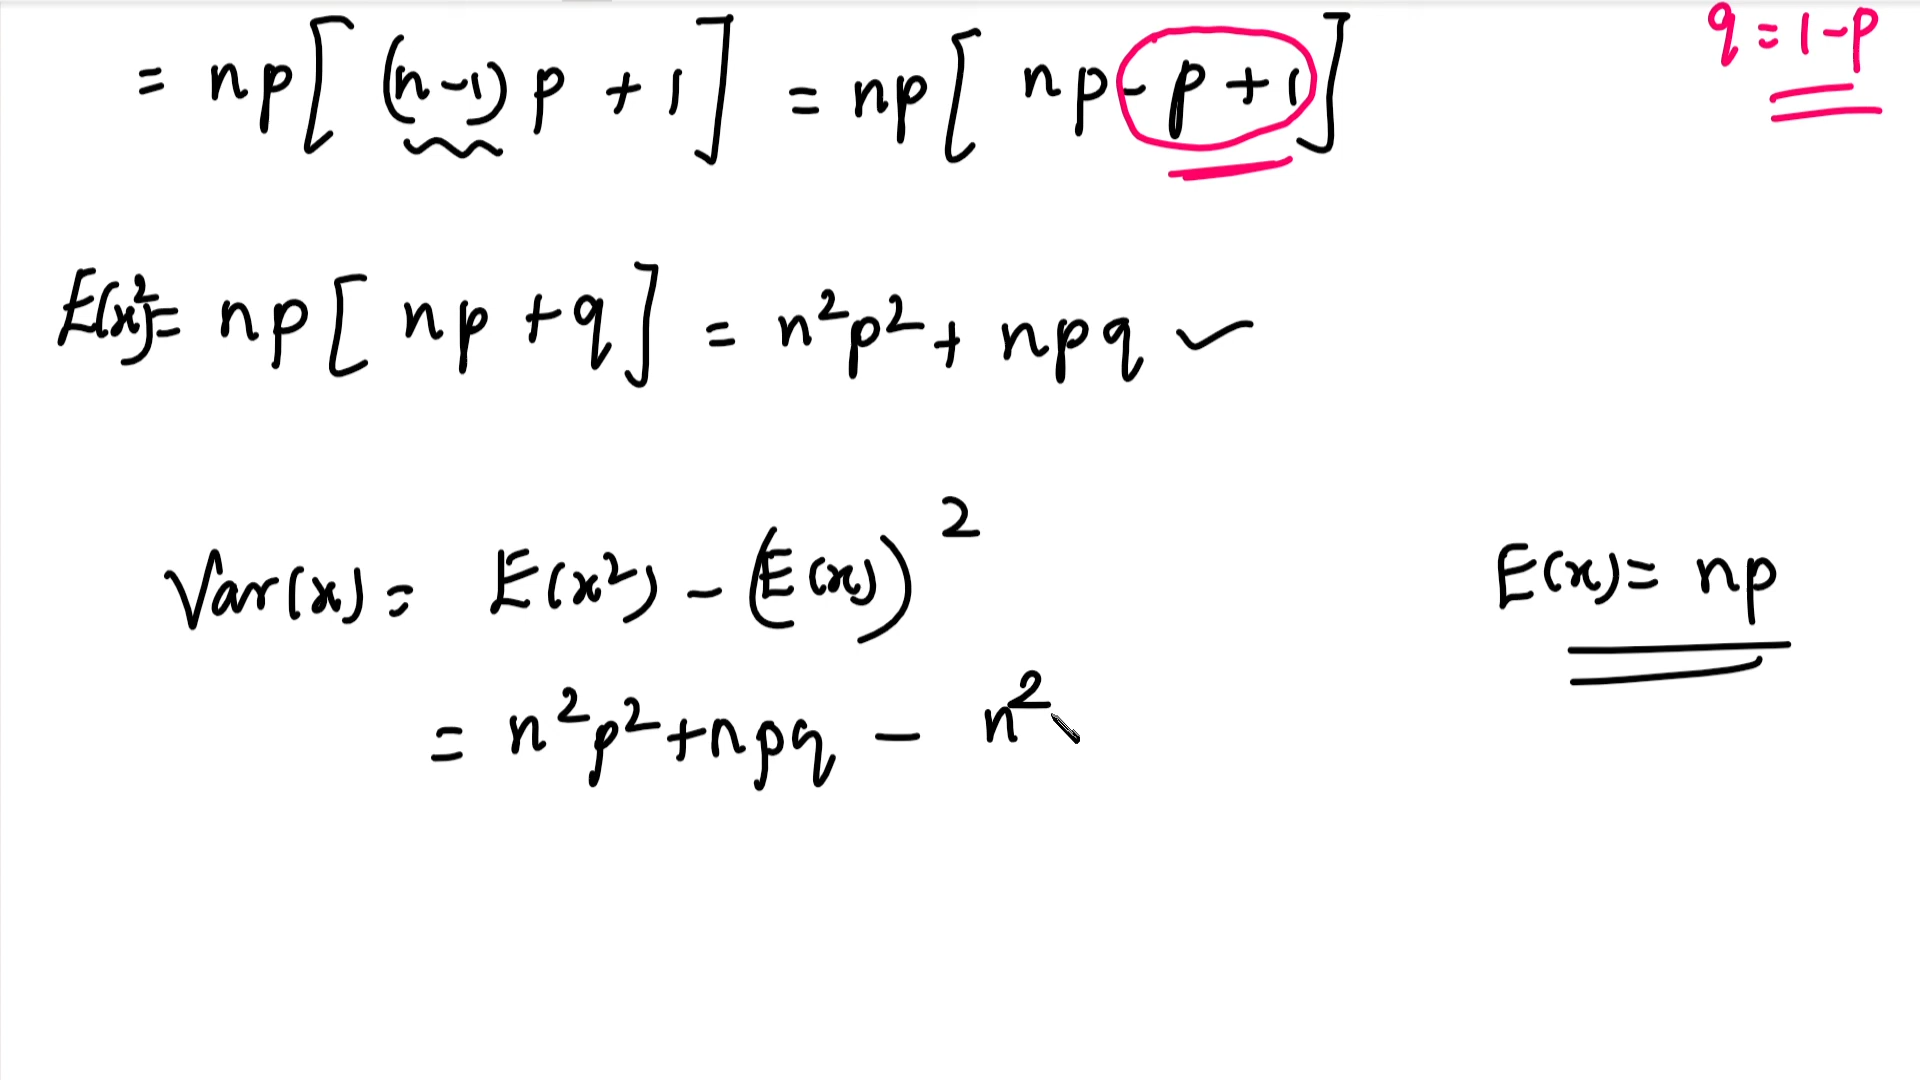 = np[ (n-1) p + 1 ] = np[ np - p + 1 ]
q = 1 - p
E(x²) = np[ np + q ] = n²p² + npq ✓
Var(x) = E(x²) - (E(x))²
E(x) = np
= n²p² + npq - n²